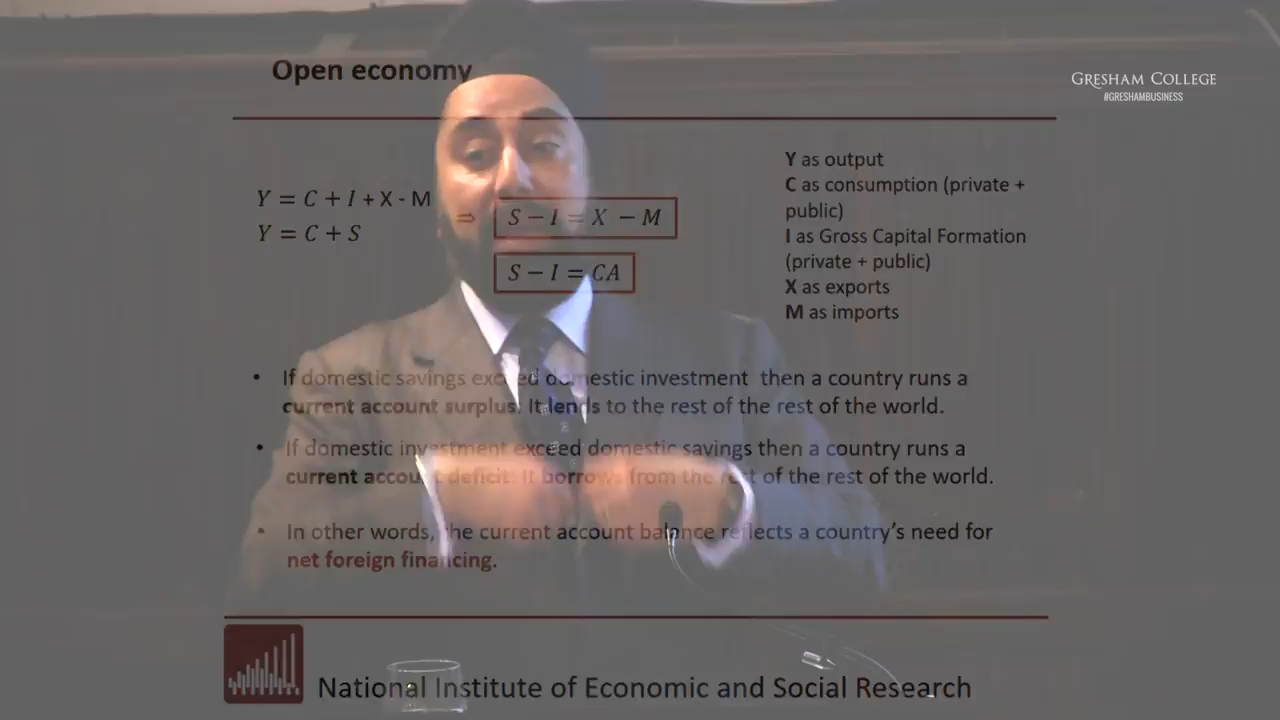 Open economy
GRESHAM COLLEGE
#GRESHAMBUSINESS
Y = C + I + X - M
Y = C + S
⇒
S − I = X − M
S − I = CA
Y as output
C as consumption (private +
public)
I as Gross Capital Formation
(private + public)
X as exports
M as imports
• If domestic savings exceed domestic investment then a country runs a
current account surplus. It lends to the rest of the rest of the world.
• If domestic investment exceed domestic savings then a country runs a
current account deficit. It borrows from the rest of the rest of the world.
• In other words, the current account balance reflects a country's need for
net foreign financing.
National Institute of Economic and Social Research